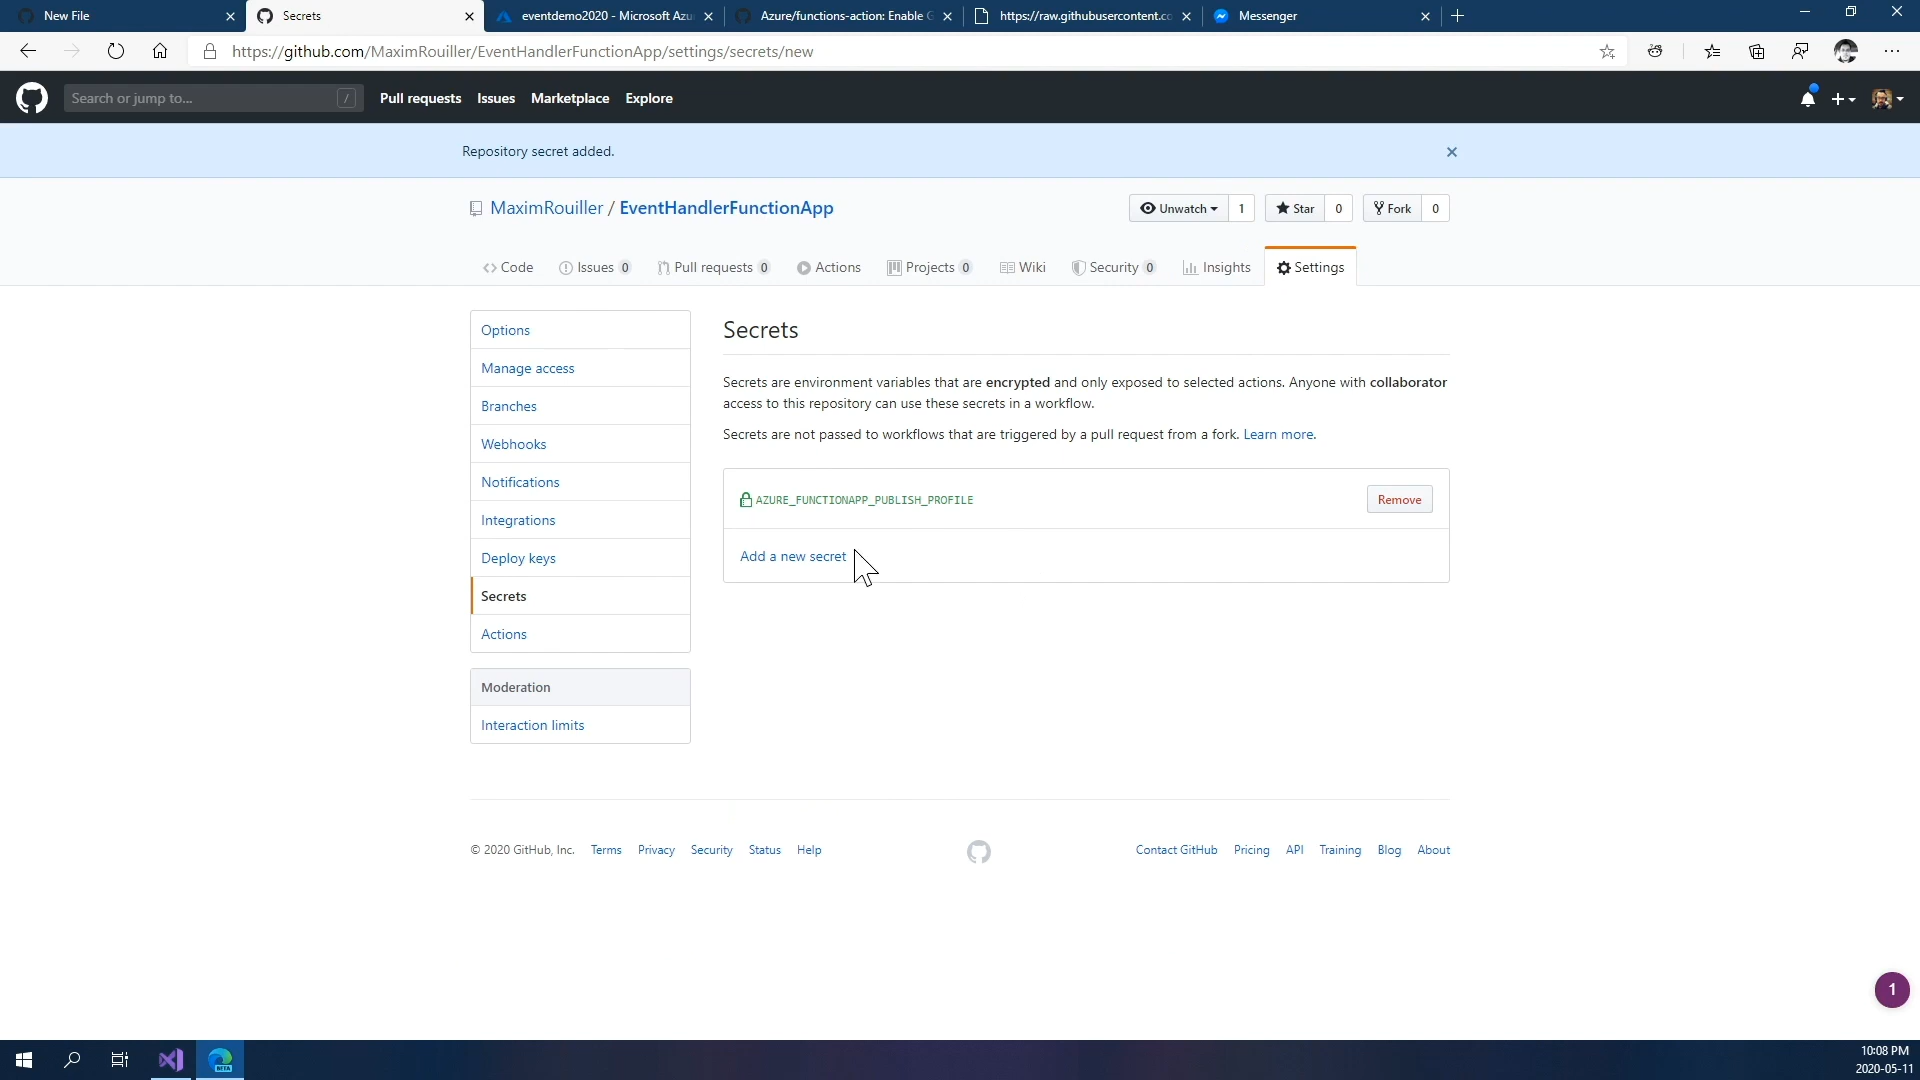 New File
Secrets
eventdemo2020 - Microsoft Azu
Azure/functions-action: Enable G
https://raw.githubusercontent.co
Messenger
https://github.com/MaximRouiller/EventHandlerFunctionApp/settings/secrets/new
Search or jump to...
/
Pull requests
Issues
Marketplace
Explore
Repository secret added.
MaximRouiller / EventHandlerFunctionApp
Unwatch 1
Star 0
Fork 0
Code
Issues 0
Pull requests 0
Actions
Projects 0
Wiki
Security 0
Insights
Settings
Options
Manage access
Branches
Webhooks
Notifications
Integrations
Deploy keys
Secrets
Actions
Moderation
Interaction limits
Secrets
Secrets are environment variables that are encrypted and only exposed to selected actions. Anyone with collaborator
access to this repository can use these secrets in a workflow.
Secrets are not passed to workflows that are triggered by a pull request from a fork. Learn more.
AZURE_FUNCTIONAPP_PUBLISH_PROFILE
Remove
Add a new secret
© 2020 GitHub, Inc.
Terms
Privacy
Security
Status
Help
Contact GitHub
Pricing
API
Training
Blog
About
1
BETA
10:08 PM
2020-05-11